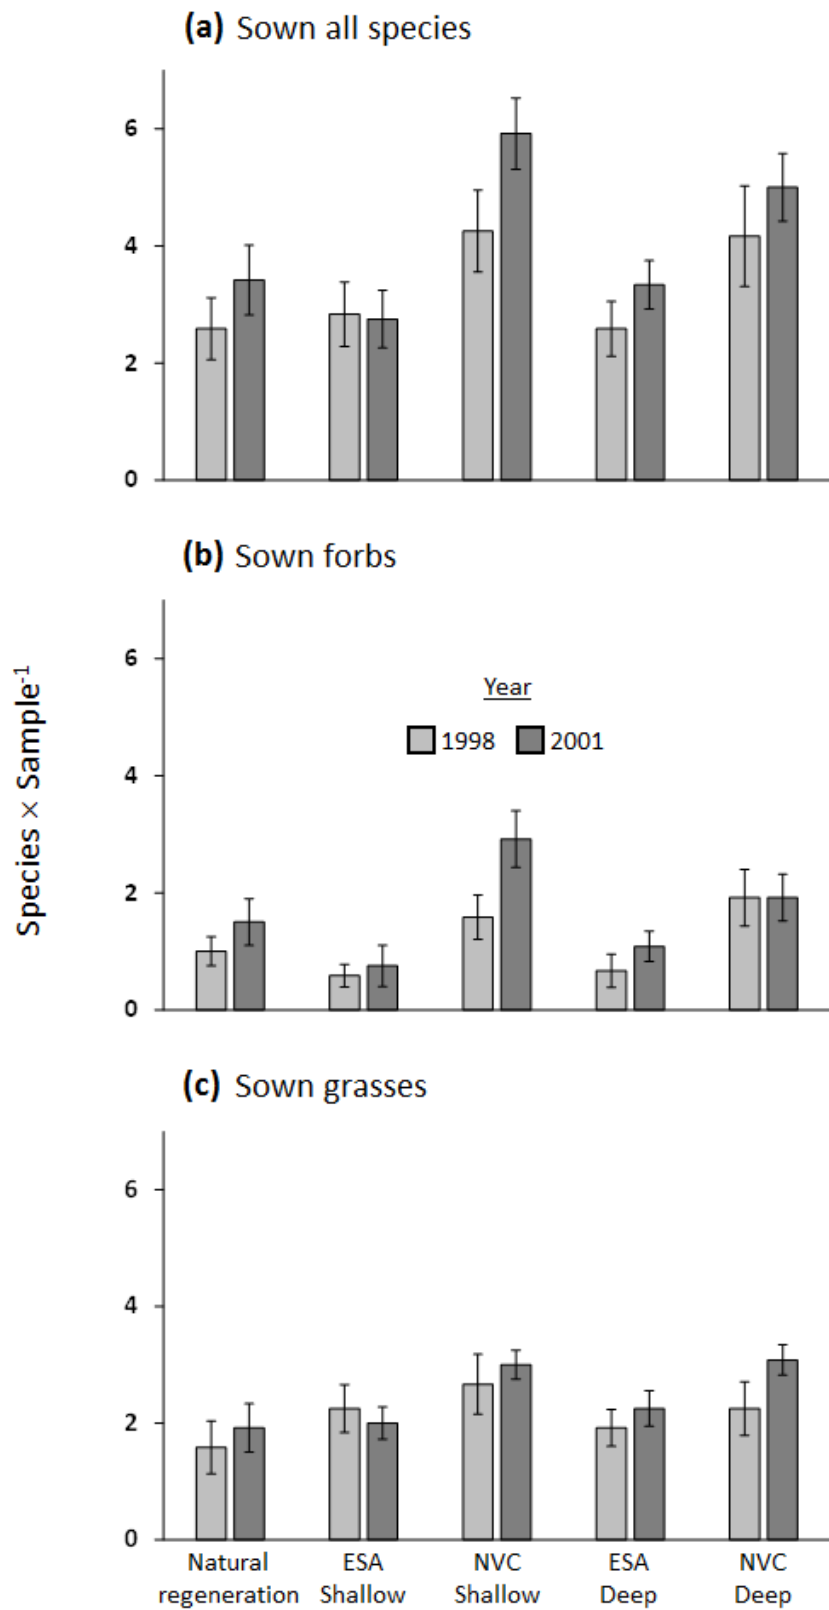 (a) Sown all species
6
4
2
0
(b) Sown forbs
6
Year
1998 2001
4
2
0
Species × Sample-1
(c) Sown grasses
6
4
2
0
Natural regeneration
ESA Shallow
NVC Shallow
ESA Deep
NVC Deep